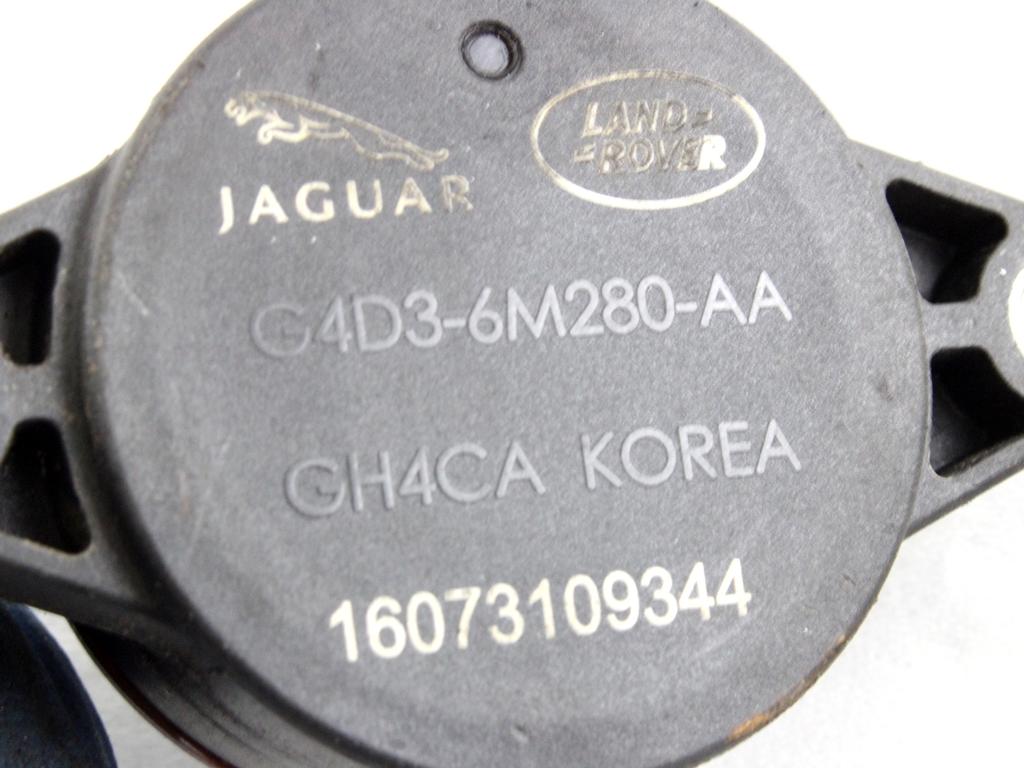 JAGUAR
LAND-
-ROVER
G4D3-6M280-AA
GH4CA KOREA
16073109344